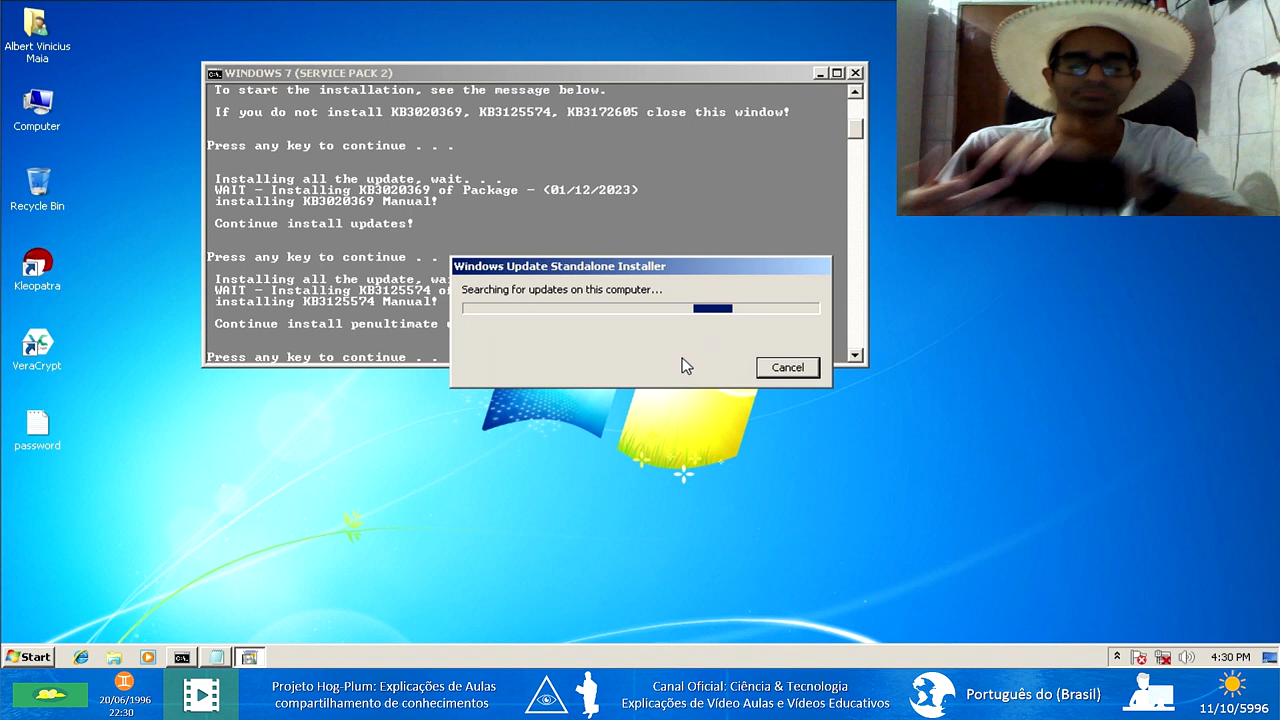 Albert Vinicius
Maia
Computer
Recycle Bin
Kleopatra
VeraCrypt
password
WINDOWS 7 (SERVICE PACK 2)
To start the installation, see the message below.
If you do not install KB3020369, KB3125574, KB3172605 close this window!
Press any key to continue . . .
Installing all the update, wait. . .
WAIT - Installing KB3020369 of Package - (01/12/2023)
installing KB3020369 Manual!
Continue install updates!
Press any key to continue . .
Installing all the update, wa
WAIT - Installing KB3125574 o
installing KB3125574 Manual!
Continue install penultimate
Press any key to continue . .
Windows Update Standalone Installer
Searching for updates on this computer...
Cancel
Start
4:30 PM
20/06/1996
22:30
Projeto Hog-Plum: Explicações de Aulas
compartilhamento de conhecimentos
Canal Oficial: Ciência & Tecnologia
Explicações de Vídeo Aulas e Vídeos Educativos
Português do (Brasil)
11/10/5996